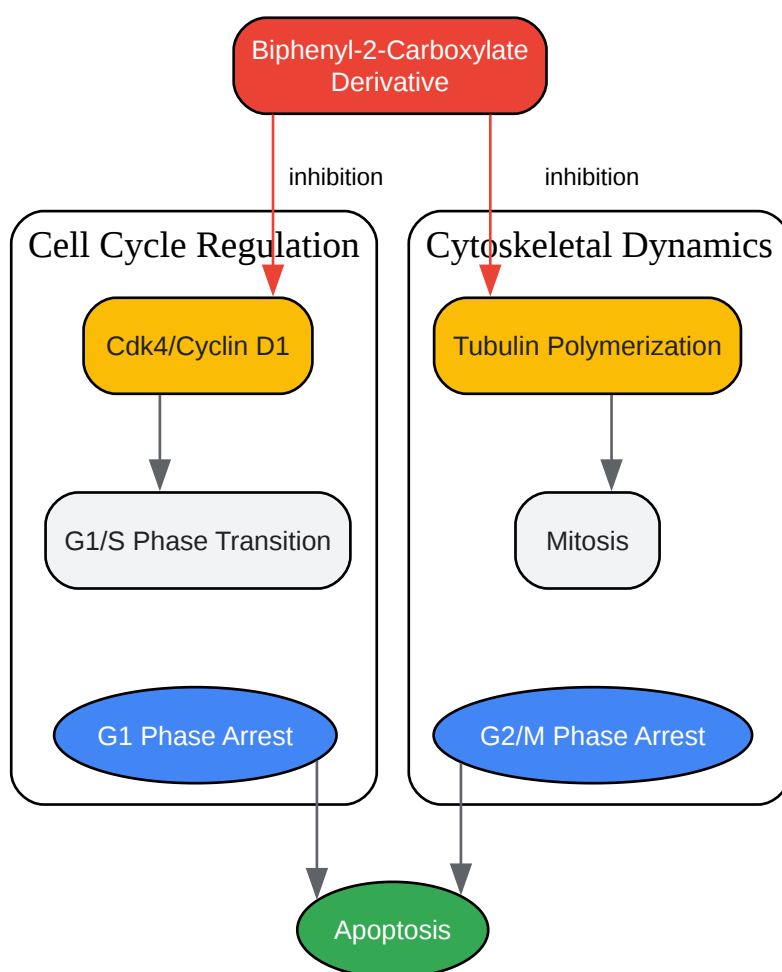 Biphenyl-2-Carboxylate
Derivative
inhibition
inhibition
Cell Cycle Regulation
Cytoskeletal Dynamics
Cdk4/Cyclin D1
Tubulin Polymerization
G1/S Phase Transition
Mitosis
G1 Phase Arrest
G2/M Phase Arrest
Apoptosis